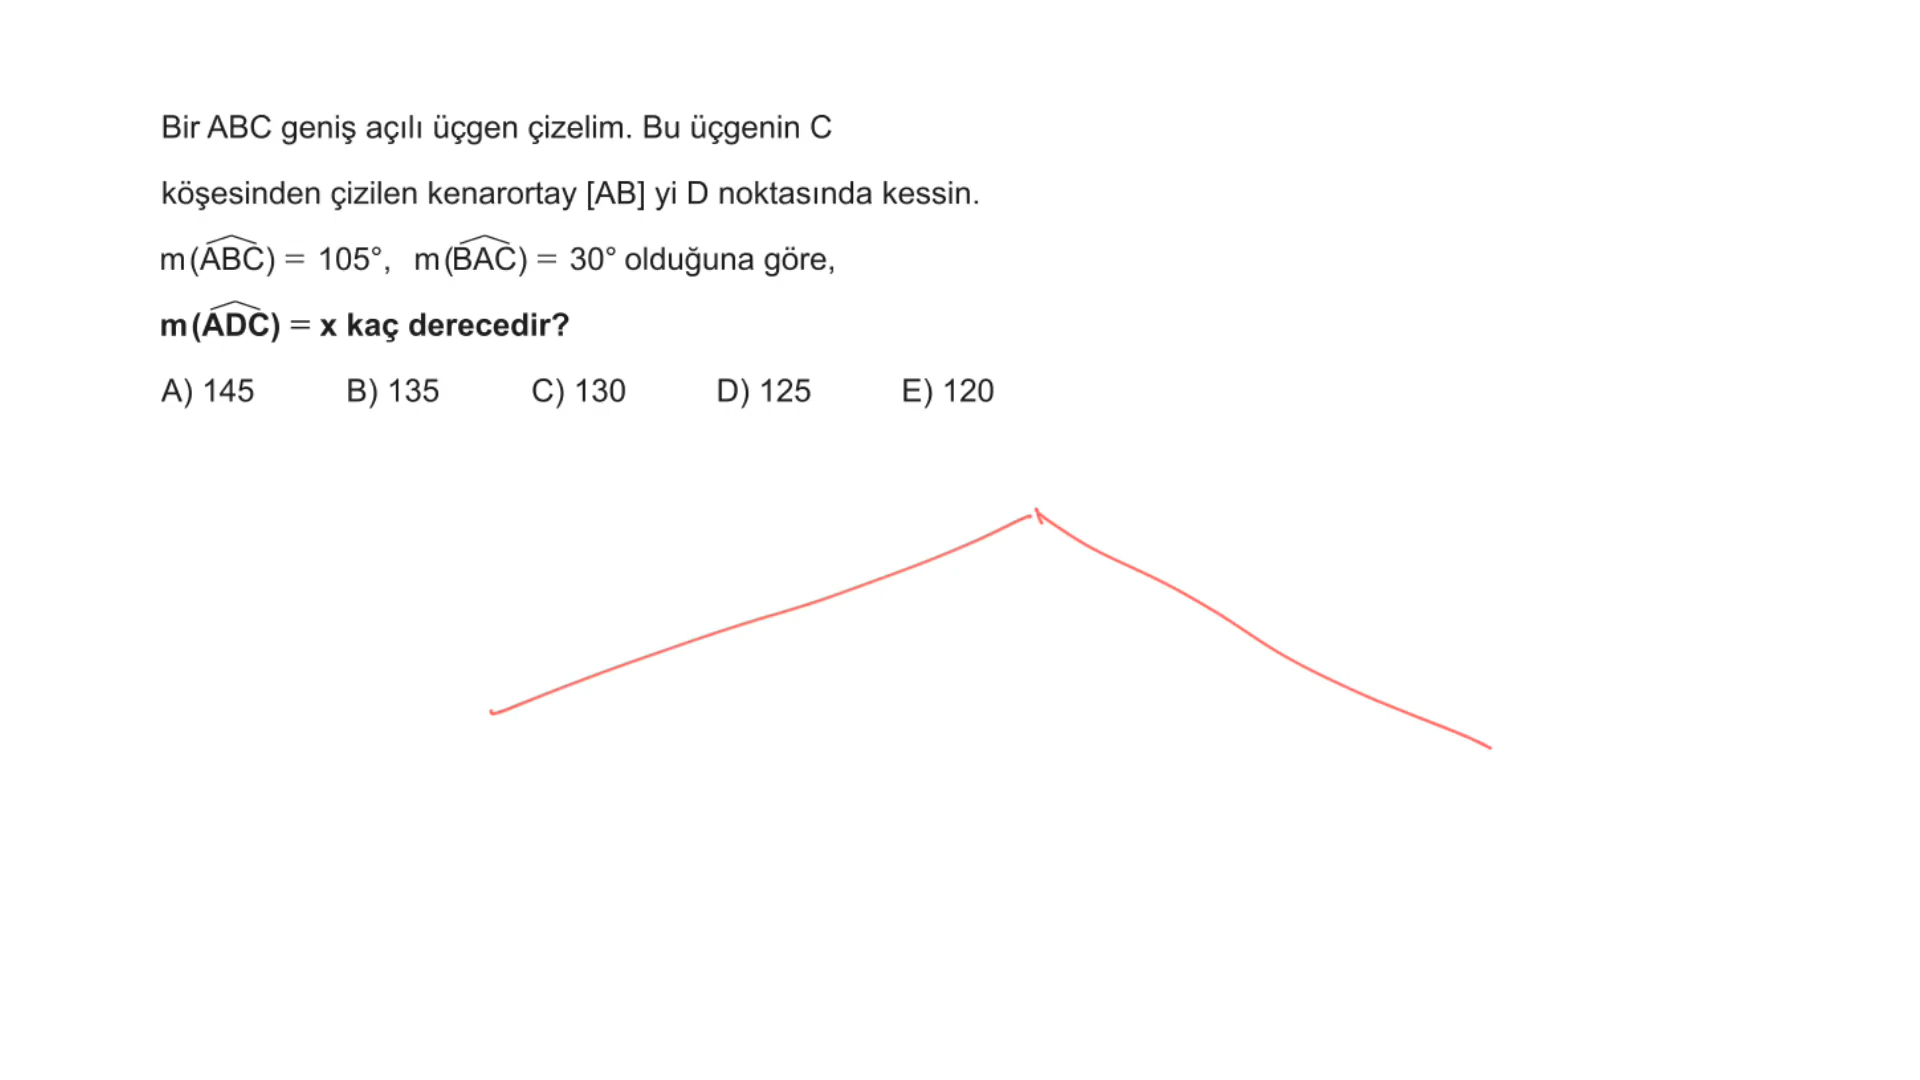 Bir ABC geniş açılı üçgen çizelim. Bu üçgenin C
köşesinden çizilen kenarortay [AB] yi D noktasında kessin.
m(ABC) = 105°, m(BAC) = 30° olduğuna göre,
m(ADC) = x kaç derecedir?
A) 145 B) 135 C) 130 D) 125 E) 120